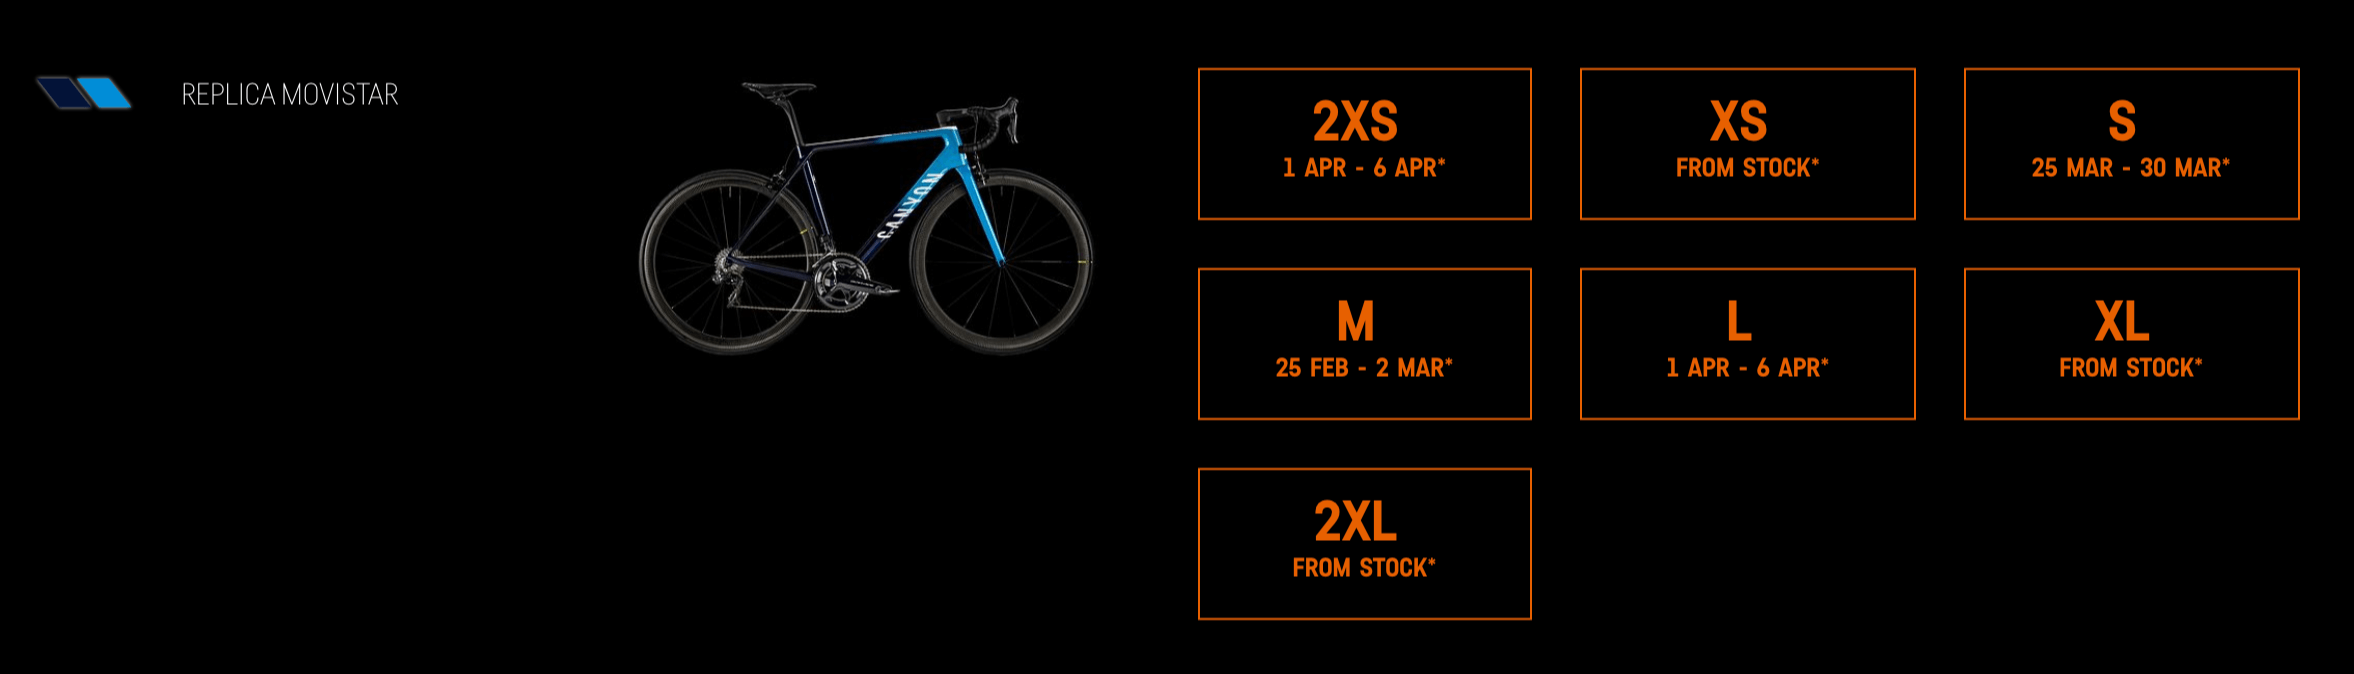 REPLICA MOVISTAR
CANYON
2XS
1 APR - 6 APR*
XS
FROM STOCK*
S
25 MAR - 30 MAR*
M
25 FEB - 2 MAR*
L
1 APR - 6 APR*
XL
FROM STOCK*
2XL
FROM STOCK*